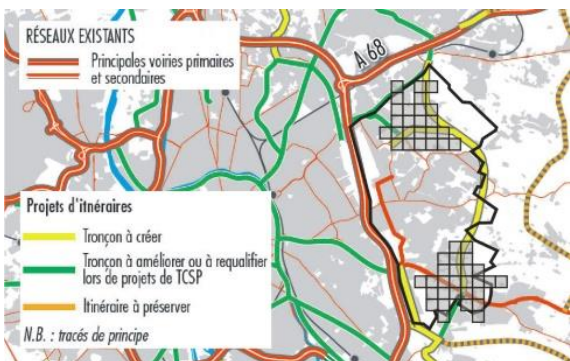 RÉSEAUX EXISTANTS
Principales voiries primaires
et secondaires
A 68
Projets d'itnéraires
Tronçon à créer
Tronçon à améliorer ou à requalifier
lors de projets de TCSP
Itinéraire à préserver
N.B. : tracés de principe